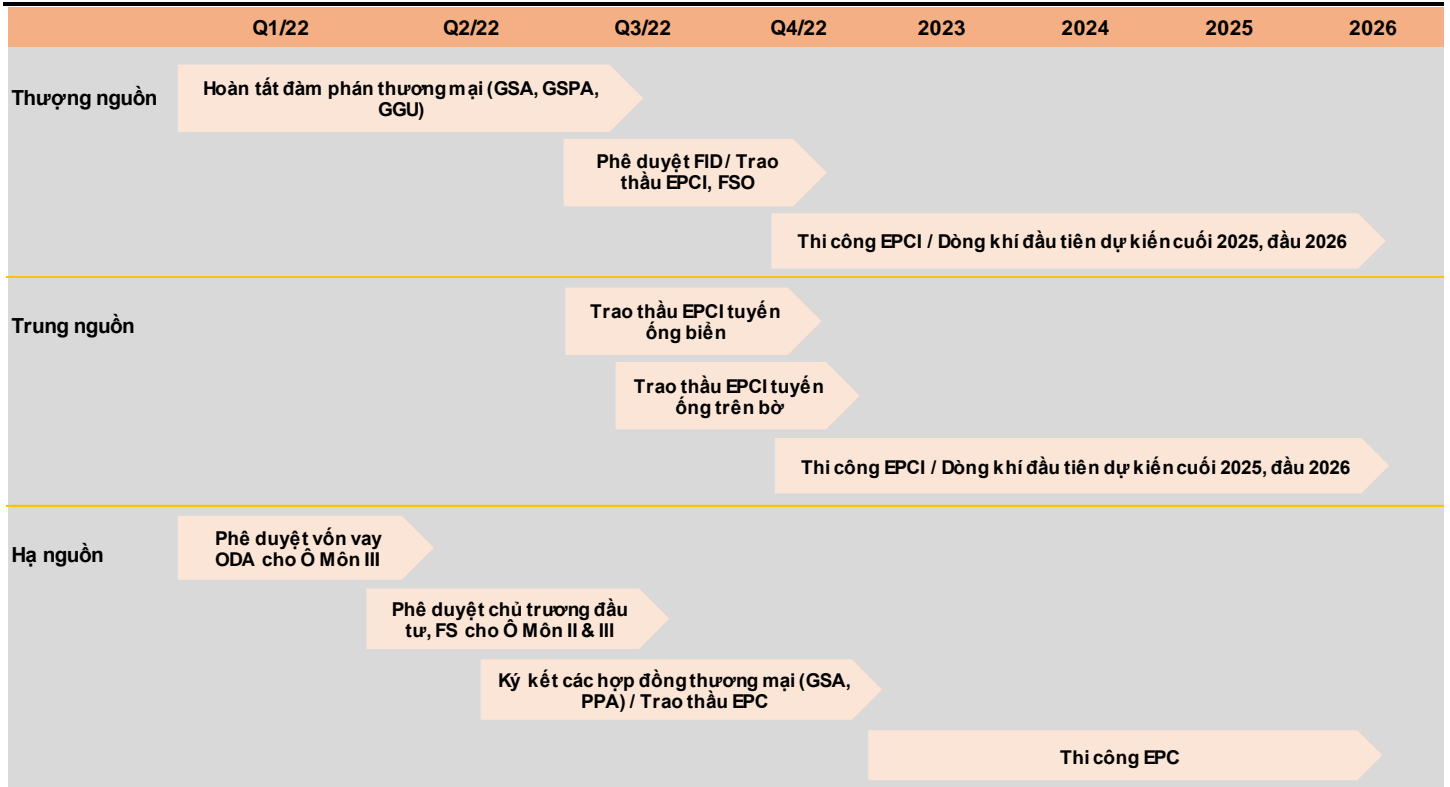 Q1/22 Q2/22 Q3/22 Q4/22 2023 2024 2025 2026
Thượng nguồn
Hoàn tất đàm phán thương mại (GSA, GSPA,
GGU)
Phê duyệt FID / Trao
thầu EPCI, FSO
Thi công EPCI / Dòng khí đầu tiên dự kiến cuối 2025, đầu 2026
Trung nguồn
Trao thầu EPCI tuyến
ống biển
Trao thầu EPCI tuyến
ống trên bờ
Thi công EPCI / Dòng khí đầu tiên dự kiến cuối 2025, đầu 2026
Hạ nguồn
Phê duyệt vốn vay
ODA cho Ô Môn III
Phê duyệt chủ trương đầu
tư, FS cho Ô Môn II & III
Ký kết các hợp đồng thương mại (GSA,
PPA) / Trao thầu EPC
Thi công EPC